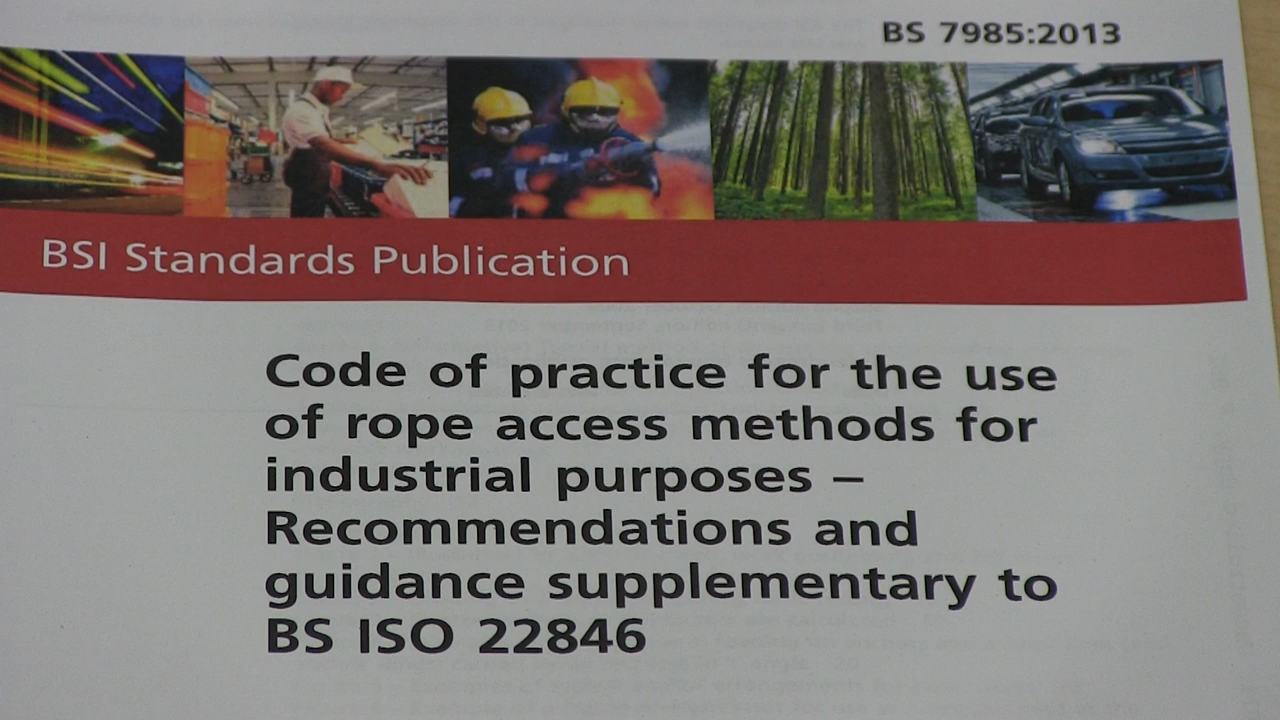 BS 7985:2013
BSI Standards Publication
Code of practice for the use
of rope access methods for
industrial purposes –
Recommendations and
guidance supplementary to
BS ISO 22846